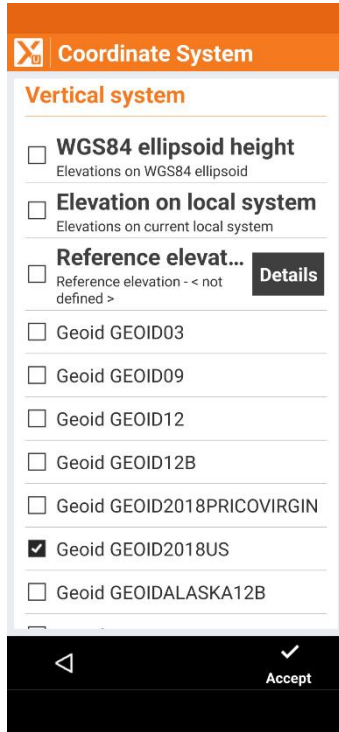 Xu Coordinate System
Vertical system
WGS84 ellipsoid height
Elevations on WGS84 ellipsoid
Elevation on local system
Elevations on current local system
Reference elevat...
Reference elevation - < not
defined >
Details
Geoid GEOID03
Geoid GEOID09
Geoid GEOID12
Geoid GEOID12B
Geoid GEOID2018PRICOVIRGIN
Geoid GEOID2018US
Geoid GEOIDALASKA12B
Accept